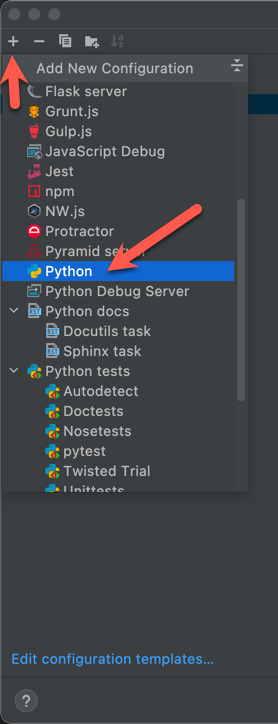 Add New Configuration
Flask server
Grunt.js
Gulp.js
JavaScript Debug
Jest
npm
NW.js
Protractor
Pyramid server
Python
Python Debug Server
Python docs
Docutils task
Sphinx task
Python tests
Autodetect
Doctests
Nosetests
pytest
Twisted Trial
Unittests
Edit configuration templates...
?